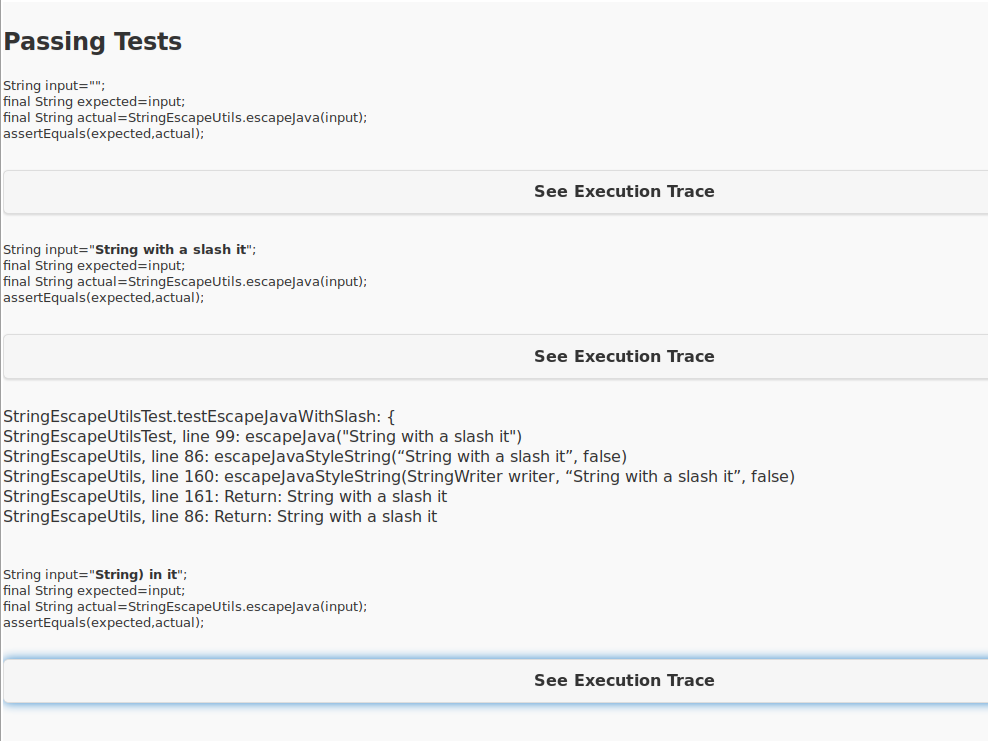 Passing Tests
String input="";
final String expected=input;
final String actual=StringEscapeUtils.escapeJava(input);
assertEquals(expected,actual);
See Execution Trace
String input="String with a slash it";
final String expected=input;
final String actual=StringEscapeUtils.escapeJava(input);
assertEquals(expected,actual);
See Execution Trace
StringEscapeUtilsTest.testEscapeJavaWithSlash: {
StringEscapeUtilsTest, line 99: escapeJava("String with a slash it")
StringEscapeUtils, line 86: escapeJavaStyleString(“String with a slash it”, false)
StringEscapeUtils, line 160: escapeJavaStyleString(StringWriter writer, “String with a slash it”, false)
StringEscapeUtils, line 161: Return: String with a slash it
StringEscapeUtils, line 86: Return: String with a slash it
String input="String) in it";
final String expected=input;
final String actual=StringEscapeUtils.escapeJava(input);
assertEquals(expected,actual);
See Execution Trace